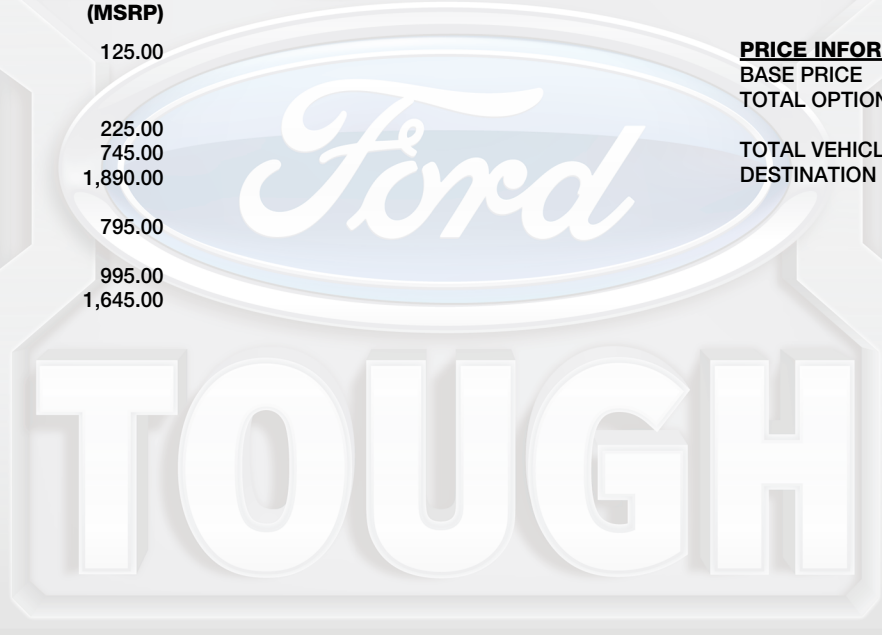 (MSRP)
125.00
225.00
745.00
1,890.00
795.00
995.00
1,645.00
PRICE INFOR
BASE PRICE
TOTAL OPTION
TOTAL VEHICL
DESTINATION
Ford
TOUGH